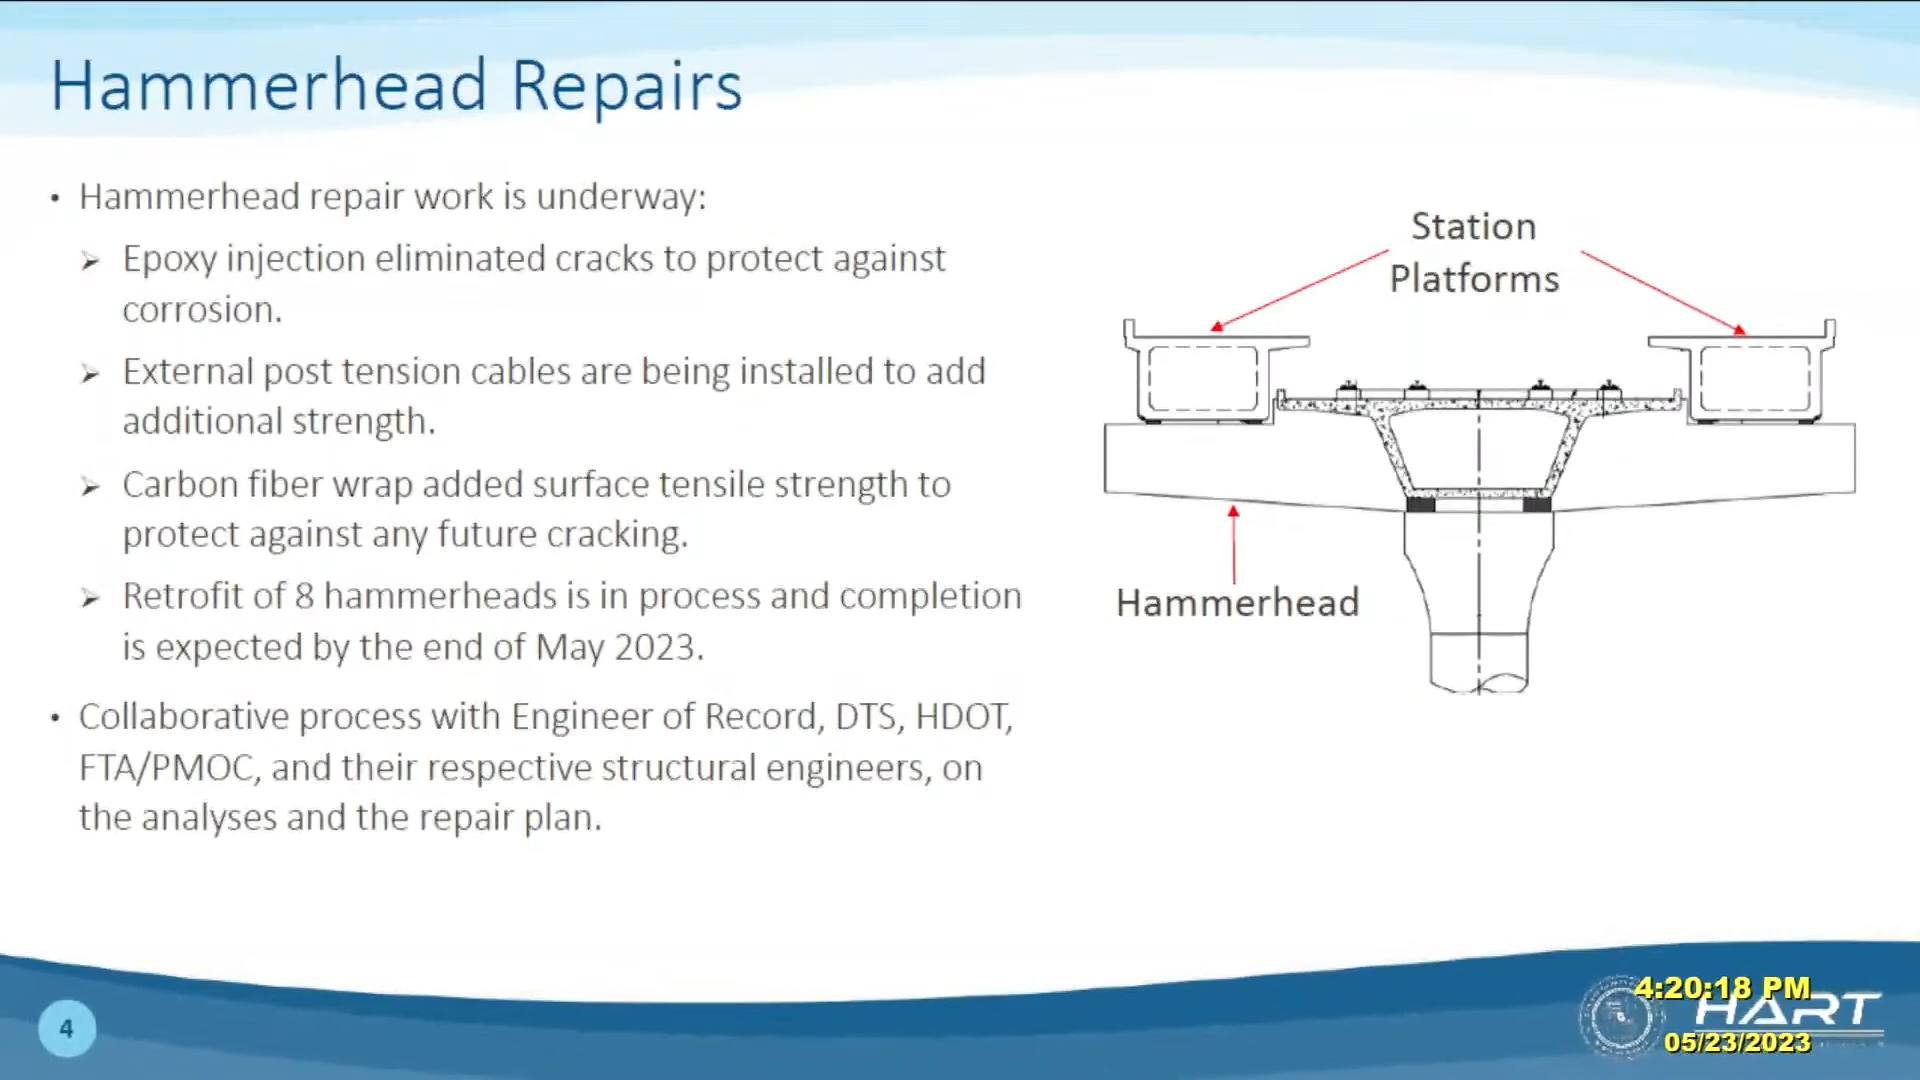 Hammerhead Repairs
• Hammerhead repair work is underway:
➢ Epoxy injection eliminated cracks to protect against
corrosion.
➢ External post tension cables are being installed to add
additional strength.
➢ Carbon fiber wrap added surface tensile strength to
protect against any future cracking.
➢ Retrofit of 8 hammerheads is in process and completion
is expected by the end of May 2023.
• Collaborative process with Engineer of Record, DTS, HDOT,
FTA/PMOC, and their respective structural engineers, on
the analyses and the repair plan.
Station
Platforms
Hammerhead
4
4:20:18 PM
HART
05/23/2023